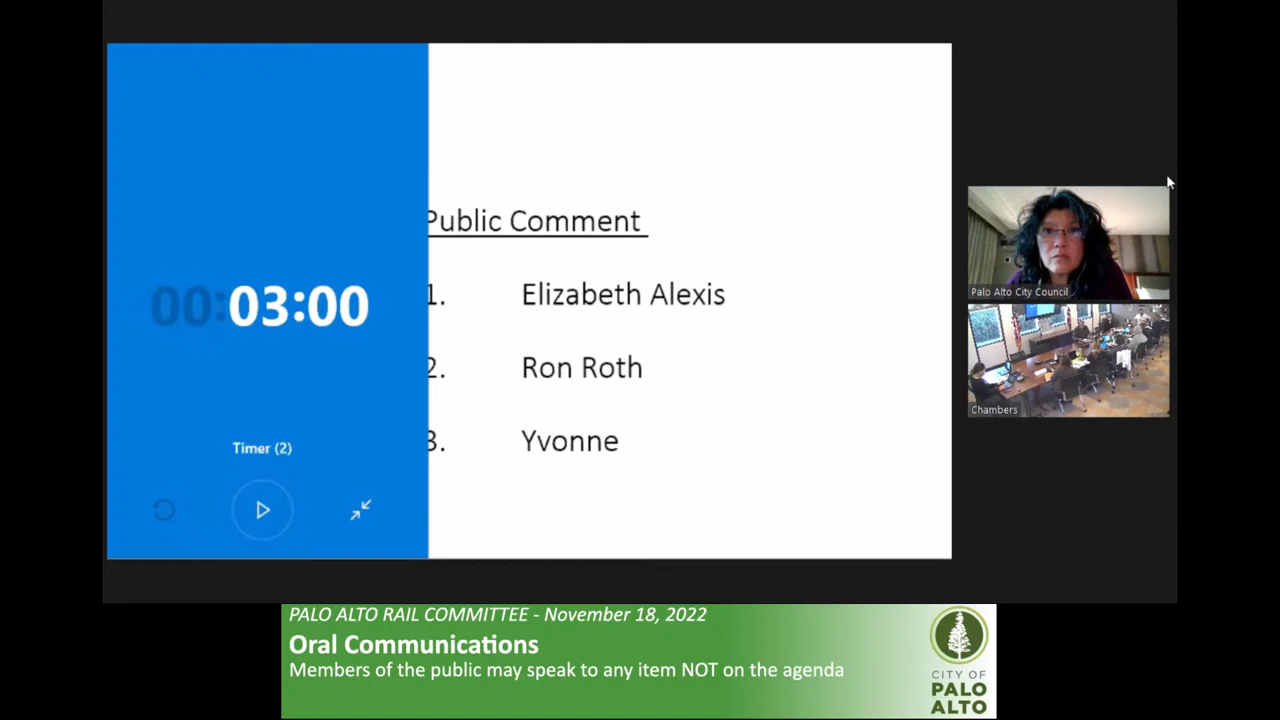 Public Comment
1. Elizabeth Alexis
2. Ron Roth
3. Yvonne
00:03:00
Timer (2)
Palo Alto City Council
Chambers
PALO ALTO RAIL COMMITTEE - November 18, 2022
Oral Communications
Members of the public may speak to any item NOT on the agenda
CITY OF
PALO
ALTO